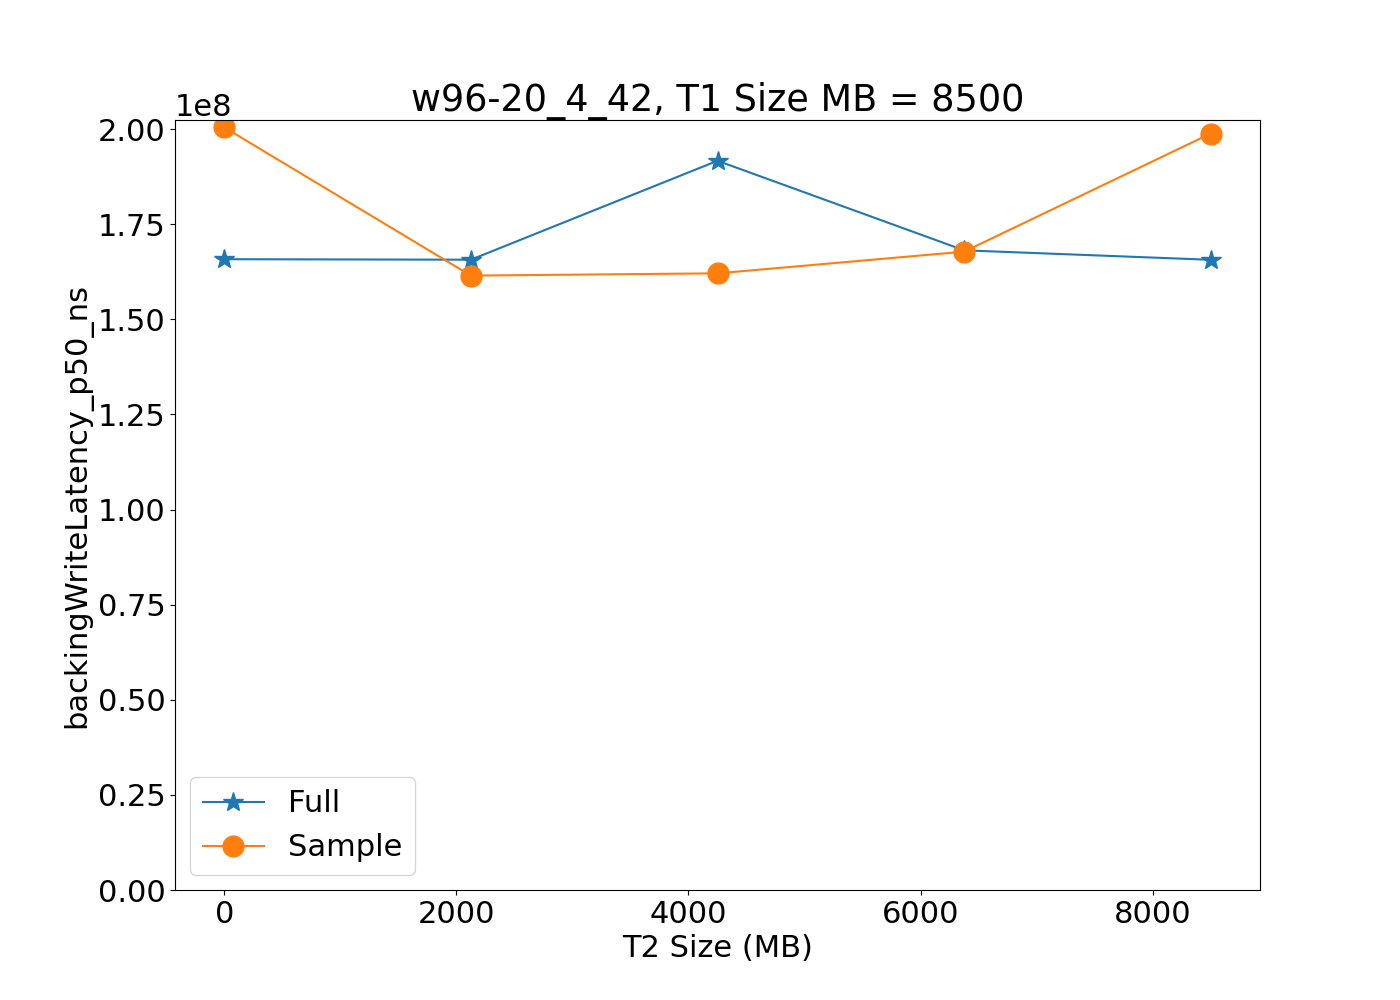 w96-20_4_42, T1 Size MB = 8500
1e8
2.00
1.75
1.50
1.25
1.00
0.75
0.50
0.25
0.00
backingWriteLatency_p50_ns
Full
Sample
0 2000 4000 6000 8000
T2 Size (MB)